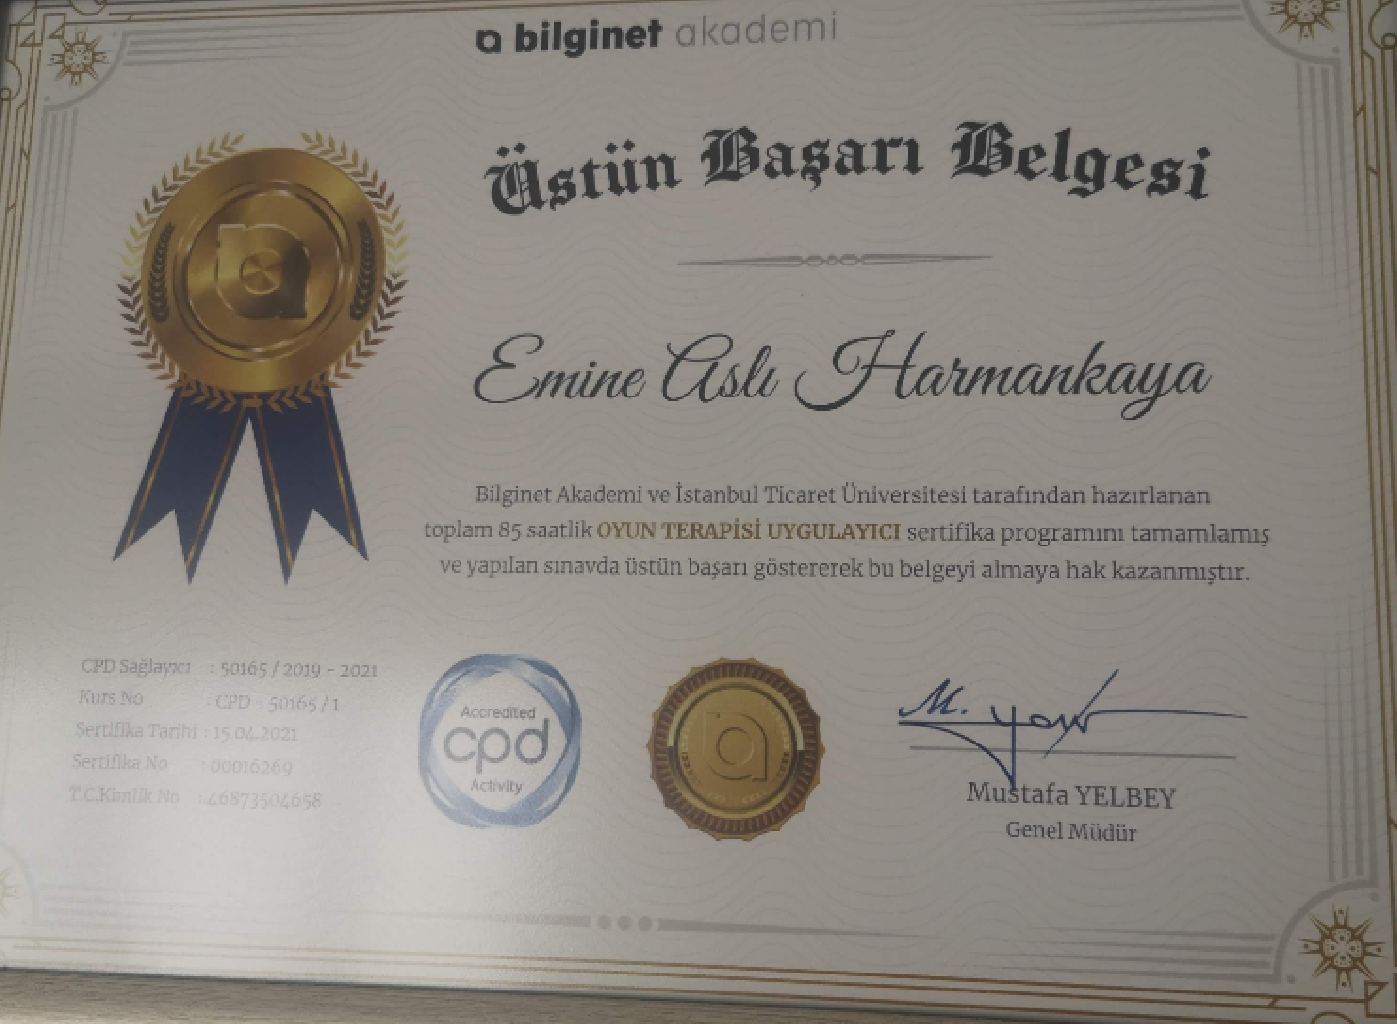 a bilginet akademi
Üstün Başarı Belgesi
Emine Aslı Harmankaya
Bilginet Akademi ve İstanbul Ticaret Üniversitesi tarafından hazırlanan
toplam 85 saatlik OYUN TERAPİSİ UYGULAYICI sertifika programını tamamlamış
ve yapılan sınavda üstün başarı göstererek bu belgeyi almaya hak kazanmıştır.
CPD Sağlayıcı : 50165 / 2019 - 2021
Kurs No : CPD - 50165 / 1
Sertifika Tarihi : 15.04.2021
Sertifika No : 00016269
T.C.Kimlik No : 46873504658
Accredited
cpd
Activity
Mustafa YELBEY
Genel Müdür